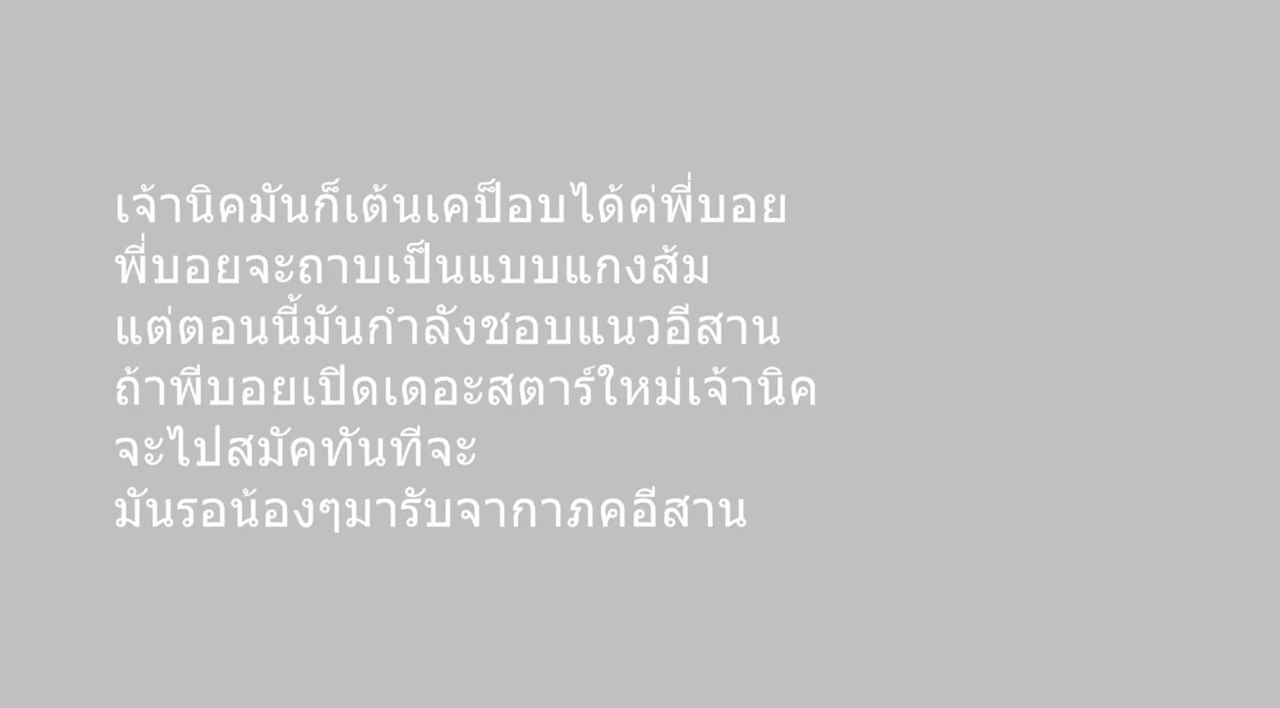 เจ้านิคมันก็เต้นเคป็อบได้ค่พี่บอย
พี่บอยจะถาบเป็นแบบแกงส้ม
แต่ตอนนี้มันกำลังชอบแนวอีสาน
ถ้าพีบอยเปิดเดอะสตาร์ใหม่เจ้านิค
จะไปสมัคทันทีจะ
มันรอน้องๆมารับจากาภคอีสาน